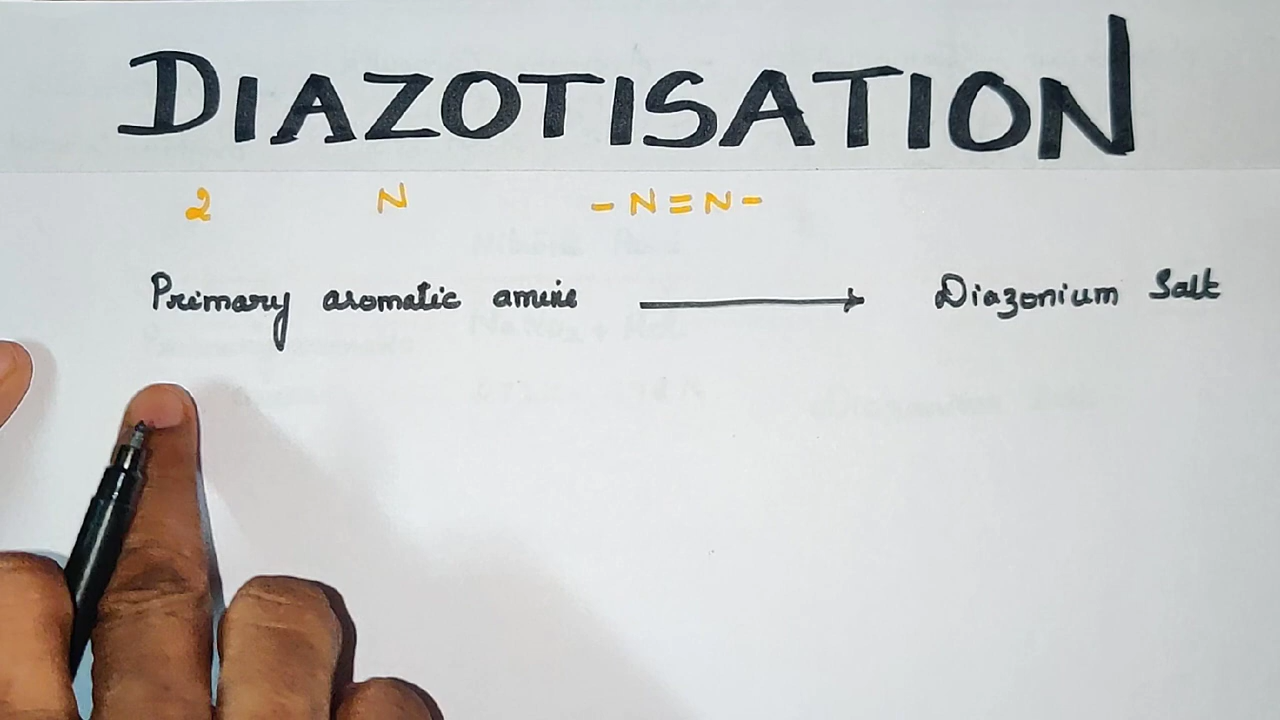 DIAZOTISATION
2 N -N=N-
Primary aromatic amine → Diazonium Salt